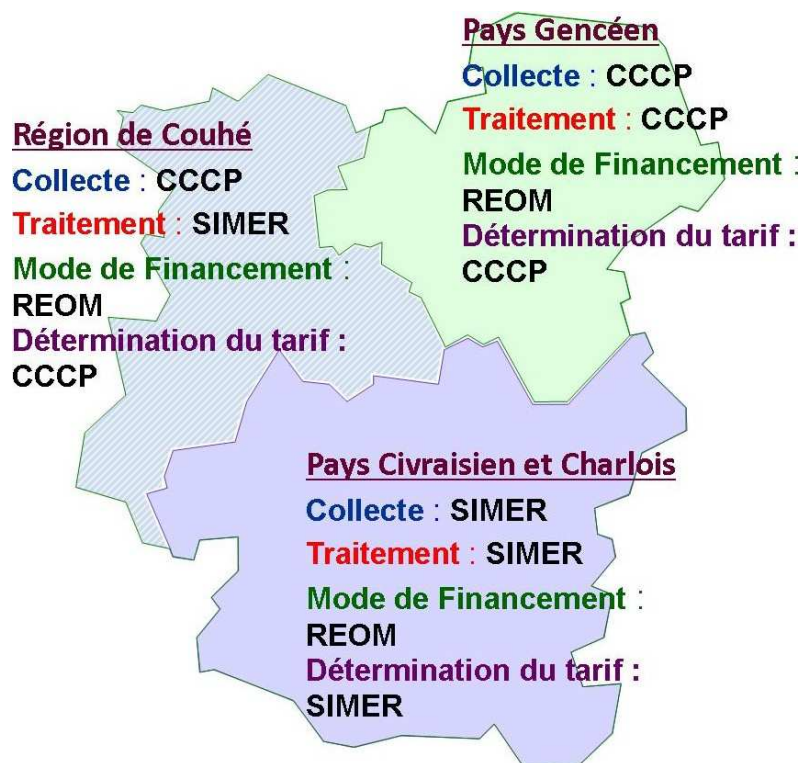 Pays Gencéen
Collecte : CCCP
Traitement : CCCP
Mode de Financement :
REOM
Détermination du tarif :
CCCP
Région de Couhé
Collecte : CCCP
Traitement : SIMER
Mode de Financement :
REOM
Détermination du tarif :
CCCP
Pays Civraisien et Charlois
Collecte : SIMER
Traitement : SIMER
Mode de Financement :
REOM
Détermination du tarif :
SIMER